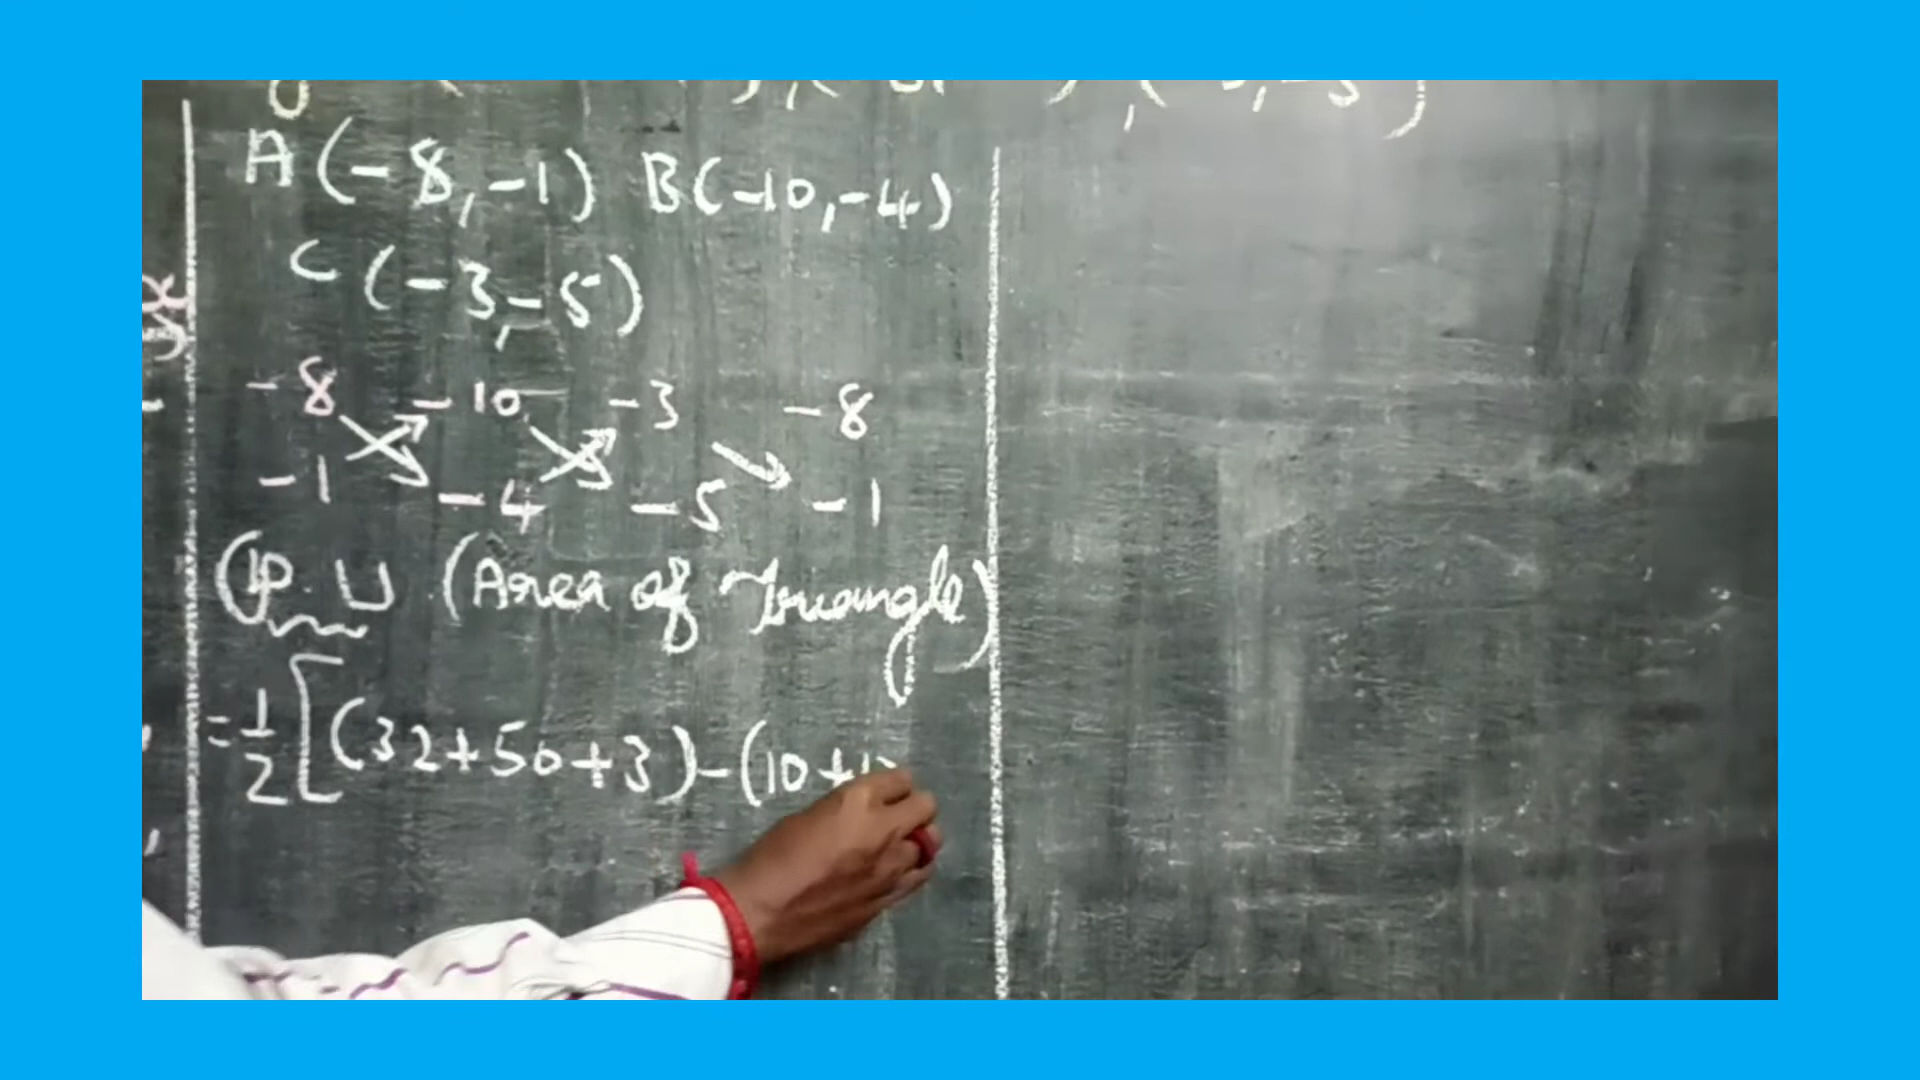 A (-8, -1) B (-10, -4)
C (-3, -5)
-8 -10 -3 -8
-1 -4 -5 -1
P. U (Area of Triangle)
= 1/2 [(32+50+3) - (10+1